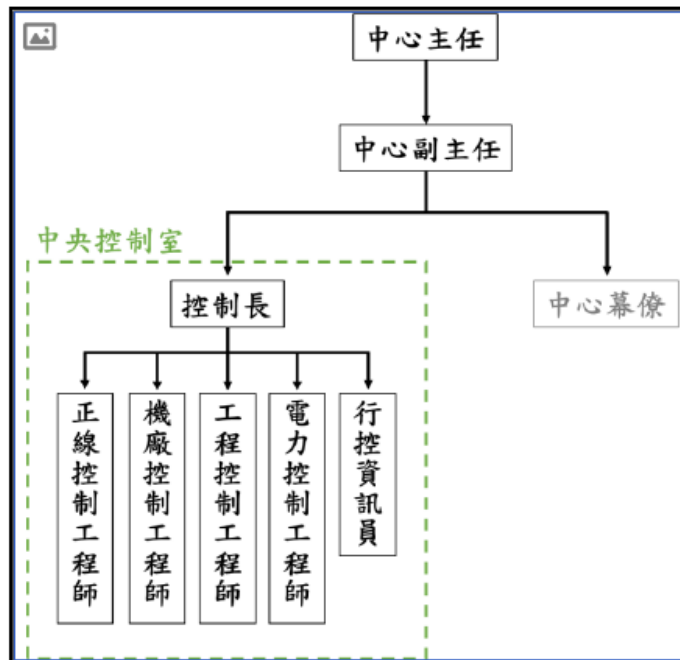 中心主任
中心副主任
中央控制室
控制長
中心幕僚
正線控制工程師
機廠控制工程師
工程控制工程師
電力控制工程師
行控資訊員